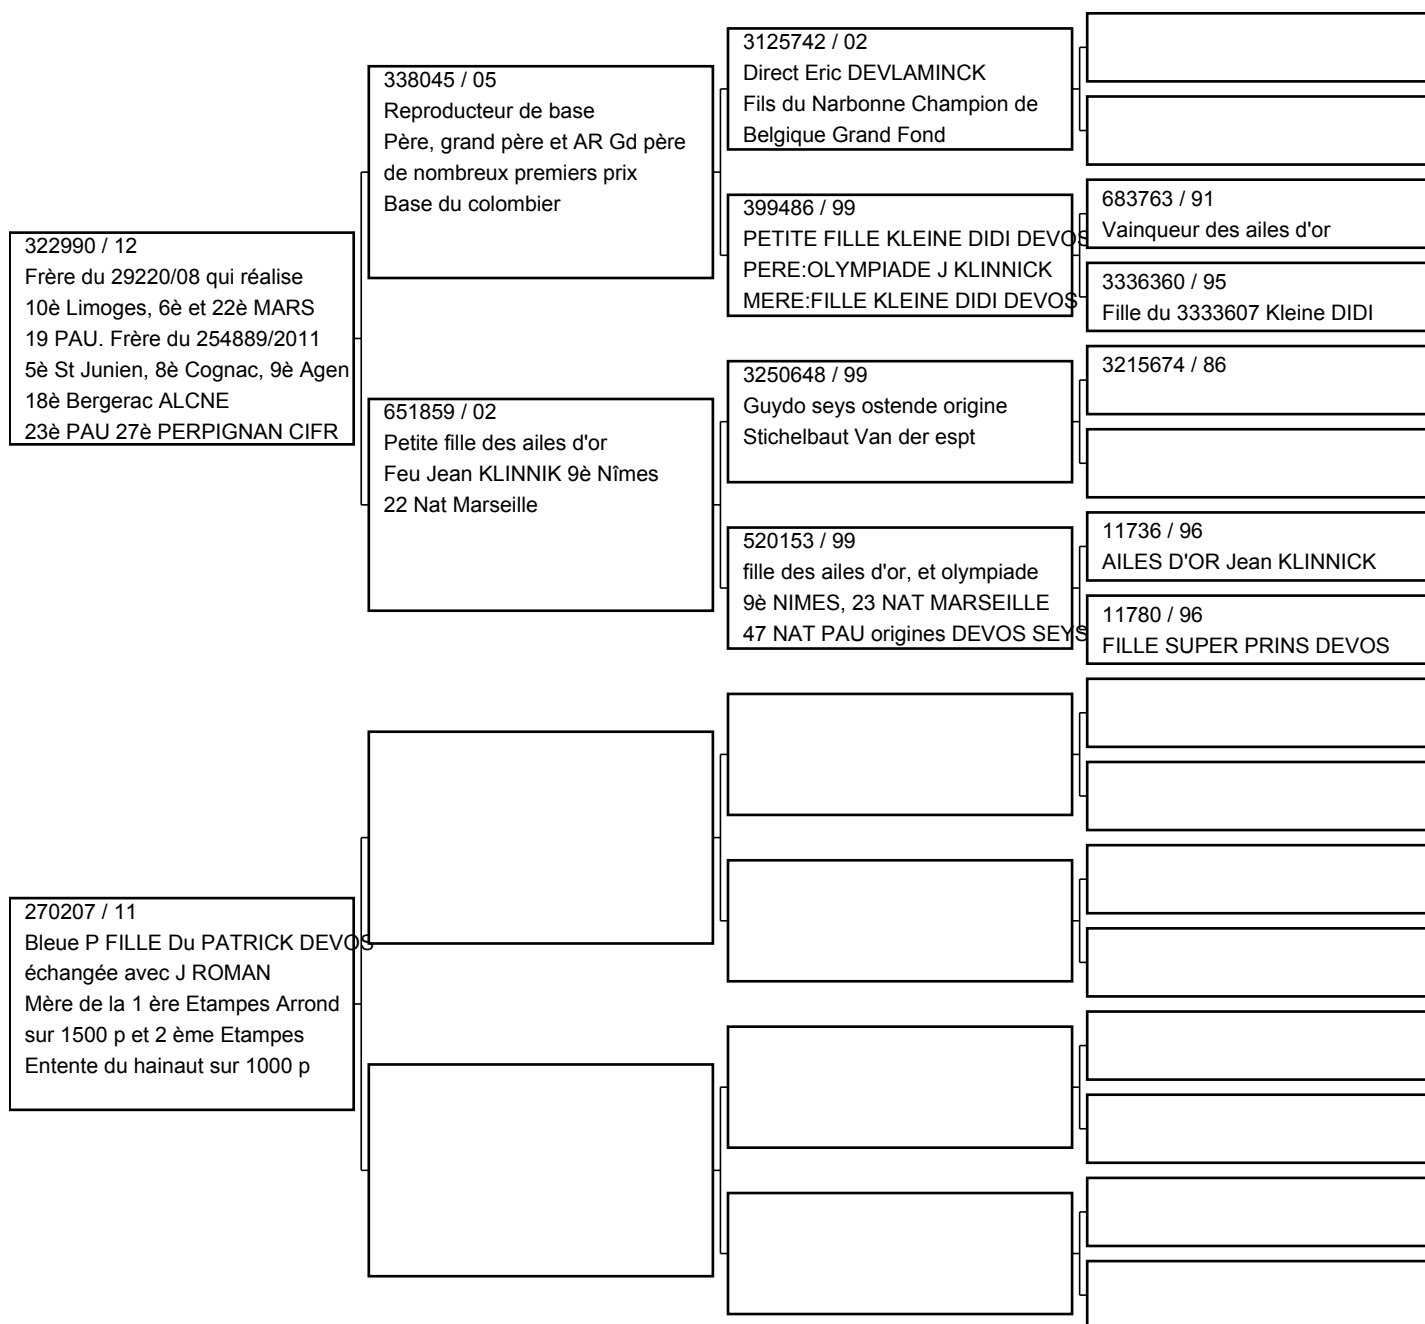 322990 / 12
Frère du 29220/08 qui réalise
10è Limoges, 6è et 22è MARS
19 PAU. Frère du 254889/2011
5è St Junien, 8è Cognac, 9è Agen
18è Bergerac ALCNE
23è PAU 27è PERPIGNAN CIFR
338045 / 05
Reproducteur de base
Père, grand père et AR Gd père
de nombreux premiers prix
Base du colombier
3125742 / 02
Direct Eric DEVLAMINCK
Fils du Narbonne Champion de
Belgique Grand Fond
399486 / 99
PETITE FILLE KLEINE DIDI DEVOS
PERE:OLYMPIADE J KLINNICK
MERE:FILLE KLEINE DIDI DEVOS
683763 / 91
Vainqueur des ailes d'or
3336360 / 95
Fille du 3333607 Kleine DIDI
651859 / 02
Petite fille des ailes d'or
Feu Jean KLINNIK 9è Nîmes
22 Nat Marseille
3250648 / 99
Guydo seys ostende origine
Stichelbaut Van der espt
3215674 / 86
520153 / 99
fille des ailes d'or, et olympiade
9è NIMES, 23 NAT MARSEILLE
47 NAT PAU origines DEVOS SEYS
11736 / 96
AILES D'OR Jean KLINNICK
11780 / 96
FILLE SUPER PRINS DEVOS
270207 / 11
Bleue P FILLE Du PATRICK DEVOS
échangée avec J ROMAN
Mère de la 1 ère Etampes Arrond
sur 1500 p et 2 ème Etampes
Entente du hainaut sur 1000 p